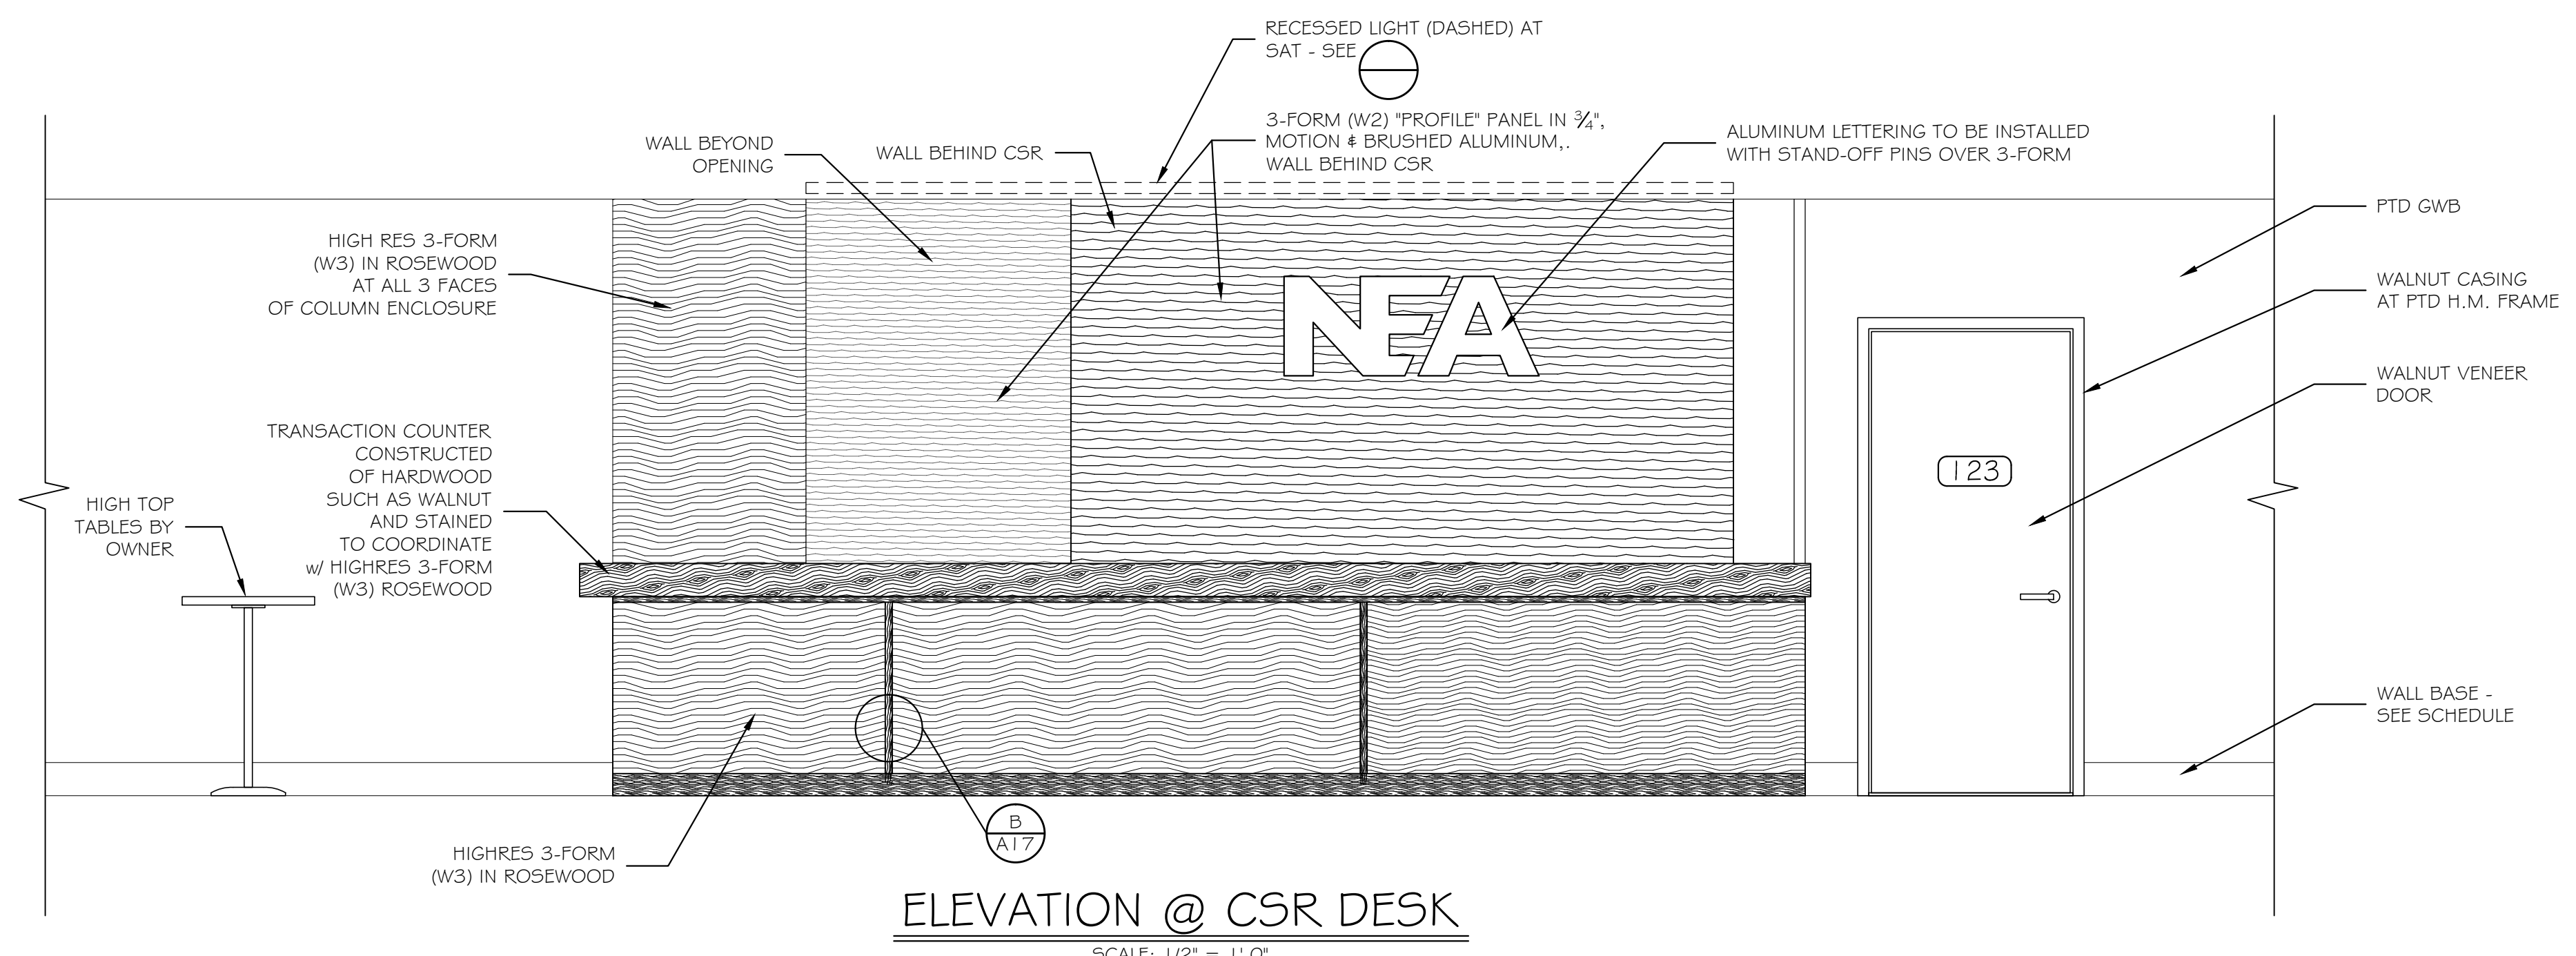 RECESSED LIGHT (DASHED) AT
SAT - SEE
3-FORM (W2) "PROFILE" PANEL IN 3/4",
MOTION & BRUSHED ALUMINUM,.
WALL BEHIND CSR
WALL BEYOND
OPENING
WALL BEHIND CSR
ALUMINUM LETTERING TO BE INSTALLED
WITH STAND-OFF PINS OVER 3-FORM
PTD GWB
HIGH RES 3-FORM
(W3) IN ROSEWOOD
AT ALL 3 FACES
OF COLUMN ENCLOSURE
WALNUT CASING
AT PTD H.M. FRAME
NEA
WALNUT VENEER
DOOR
TRANSACTION COUNTER
CONSTRUCTED
OF HARDWOOD
SUCH AS WALNUT
AND STAINED
TO COORDINATE
w/ HIGHRES 3-FORM
(W3) ROSEWOOD
123
HIGH TOP
TABLES BY
OWNER
WALL BASE -
SEE SCHEDULE
B
A17
HIGHRES 3-FORM
(W3) IN ROSEWOOD
ELEVATION @ CSR DESK
SCALE: 1/2" = 1'-0"